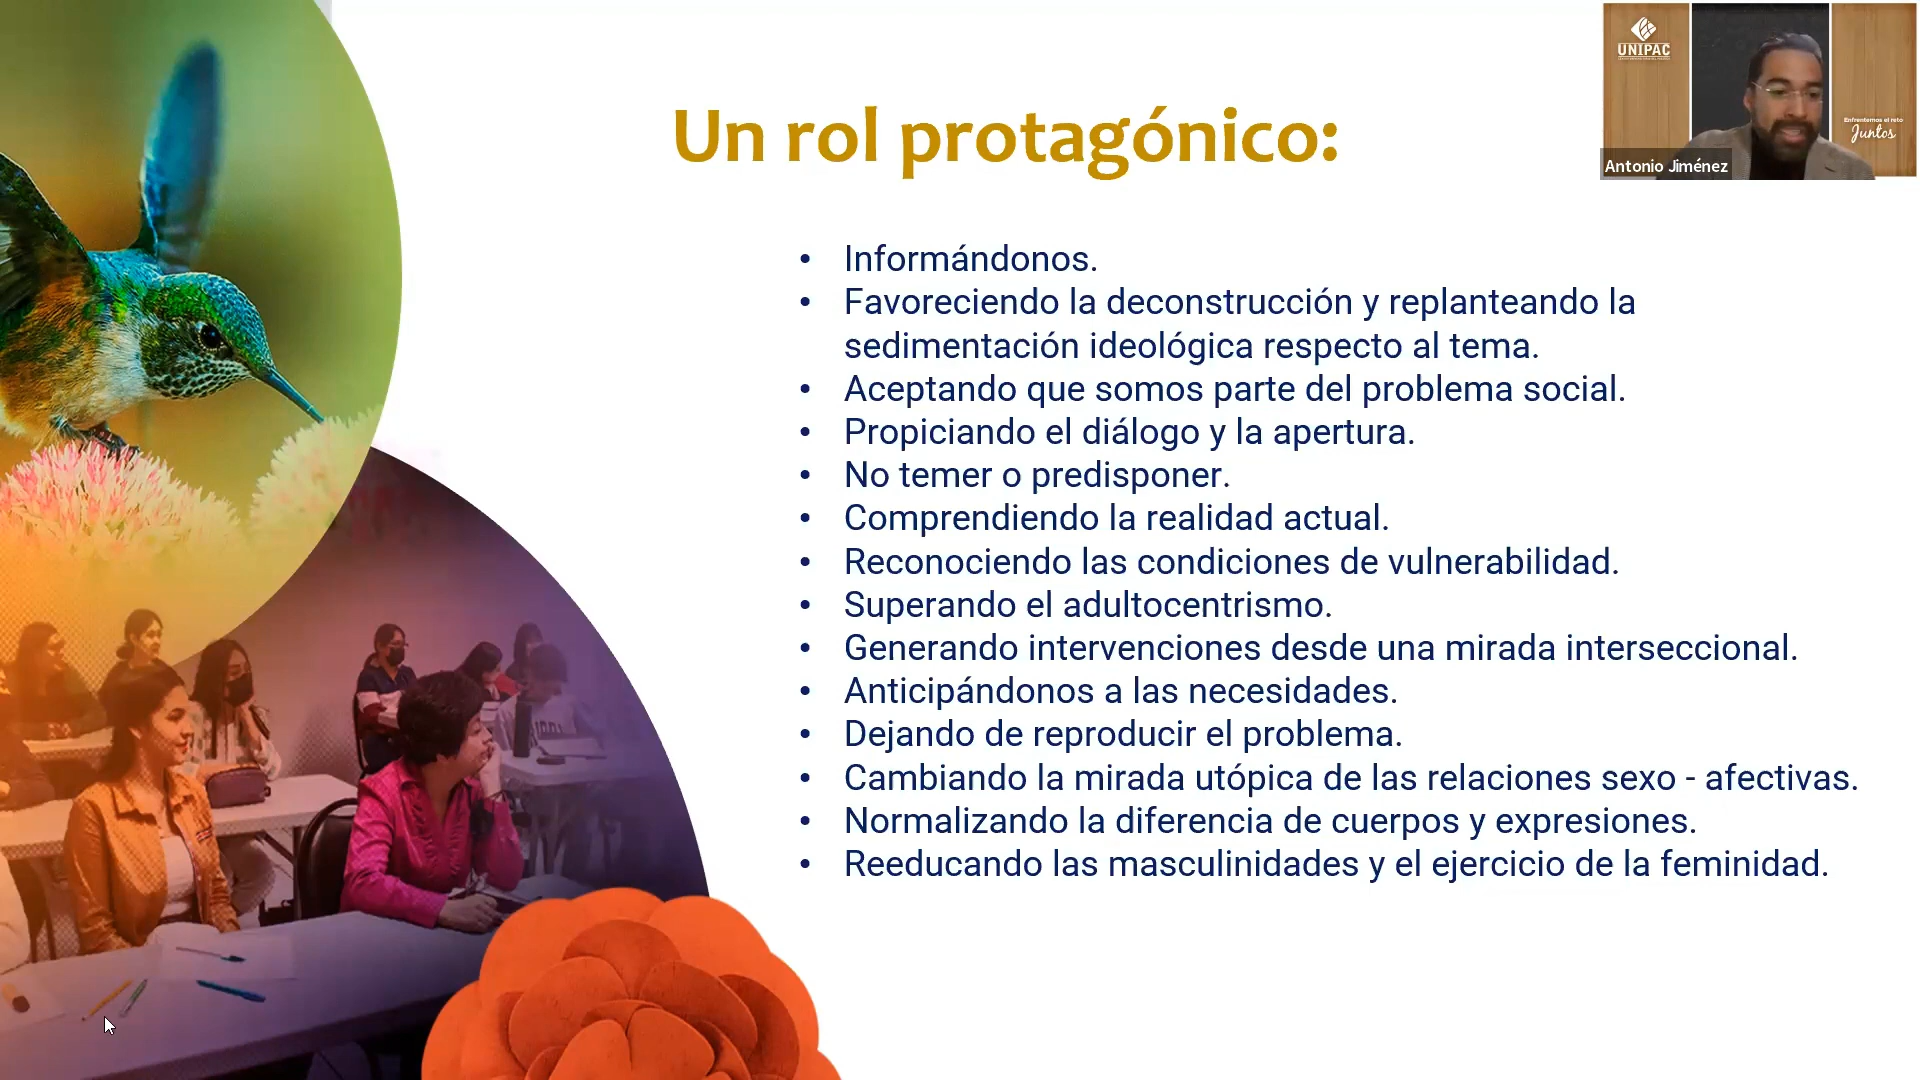 UNIPAC
Enfrentemos el reto
Juntos
Antonio Jiménez
Un rol protagónico:
• Informándonos.
• Favoreciendo la deconstrucción y replanteando la
sedimentación ideológica respecto al tema.
• Aceptando que somos parte del problema social.
• Propiciando el diálogo y la apertura.
• No temer o predisponer.
• Comprendiendo la realidad actual.
• Reconociendo las condiciones de vulnerabilidad.
• Superando el adultocentrismo.
• Generando intervenciones desde una mirada interseccional.
• Anticipándonos a las necesidades.
• Dejando de reproducir el problema.
• Cambiando la mirada utópica de las relaciones sexo - afectivas.
• Normalizando la diferencia de cuerpos y expresiones.
• Reeducando las masculinidades y el ejercicio de la feminidad.